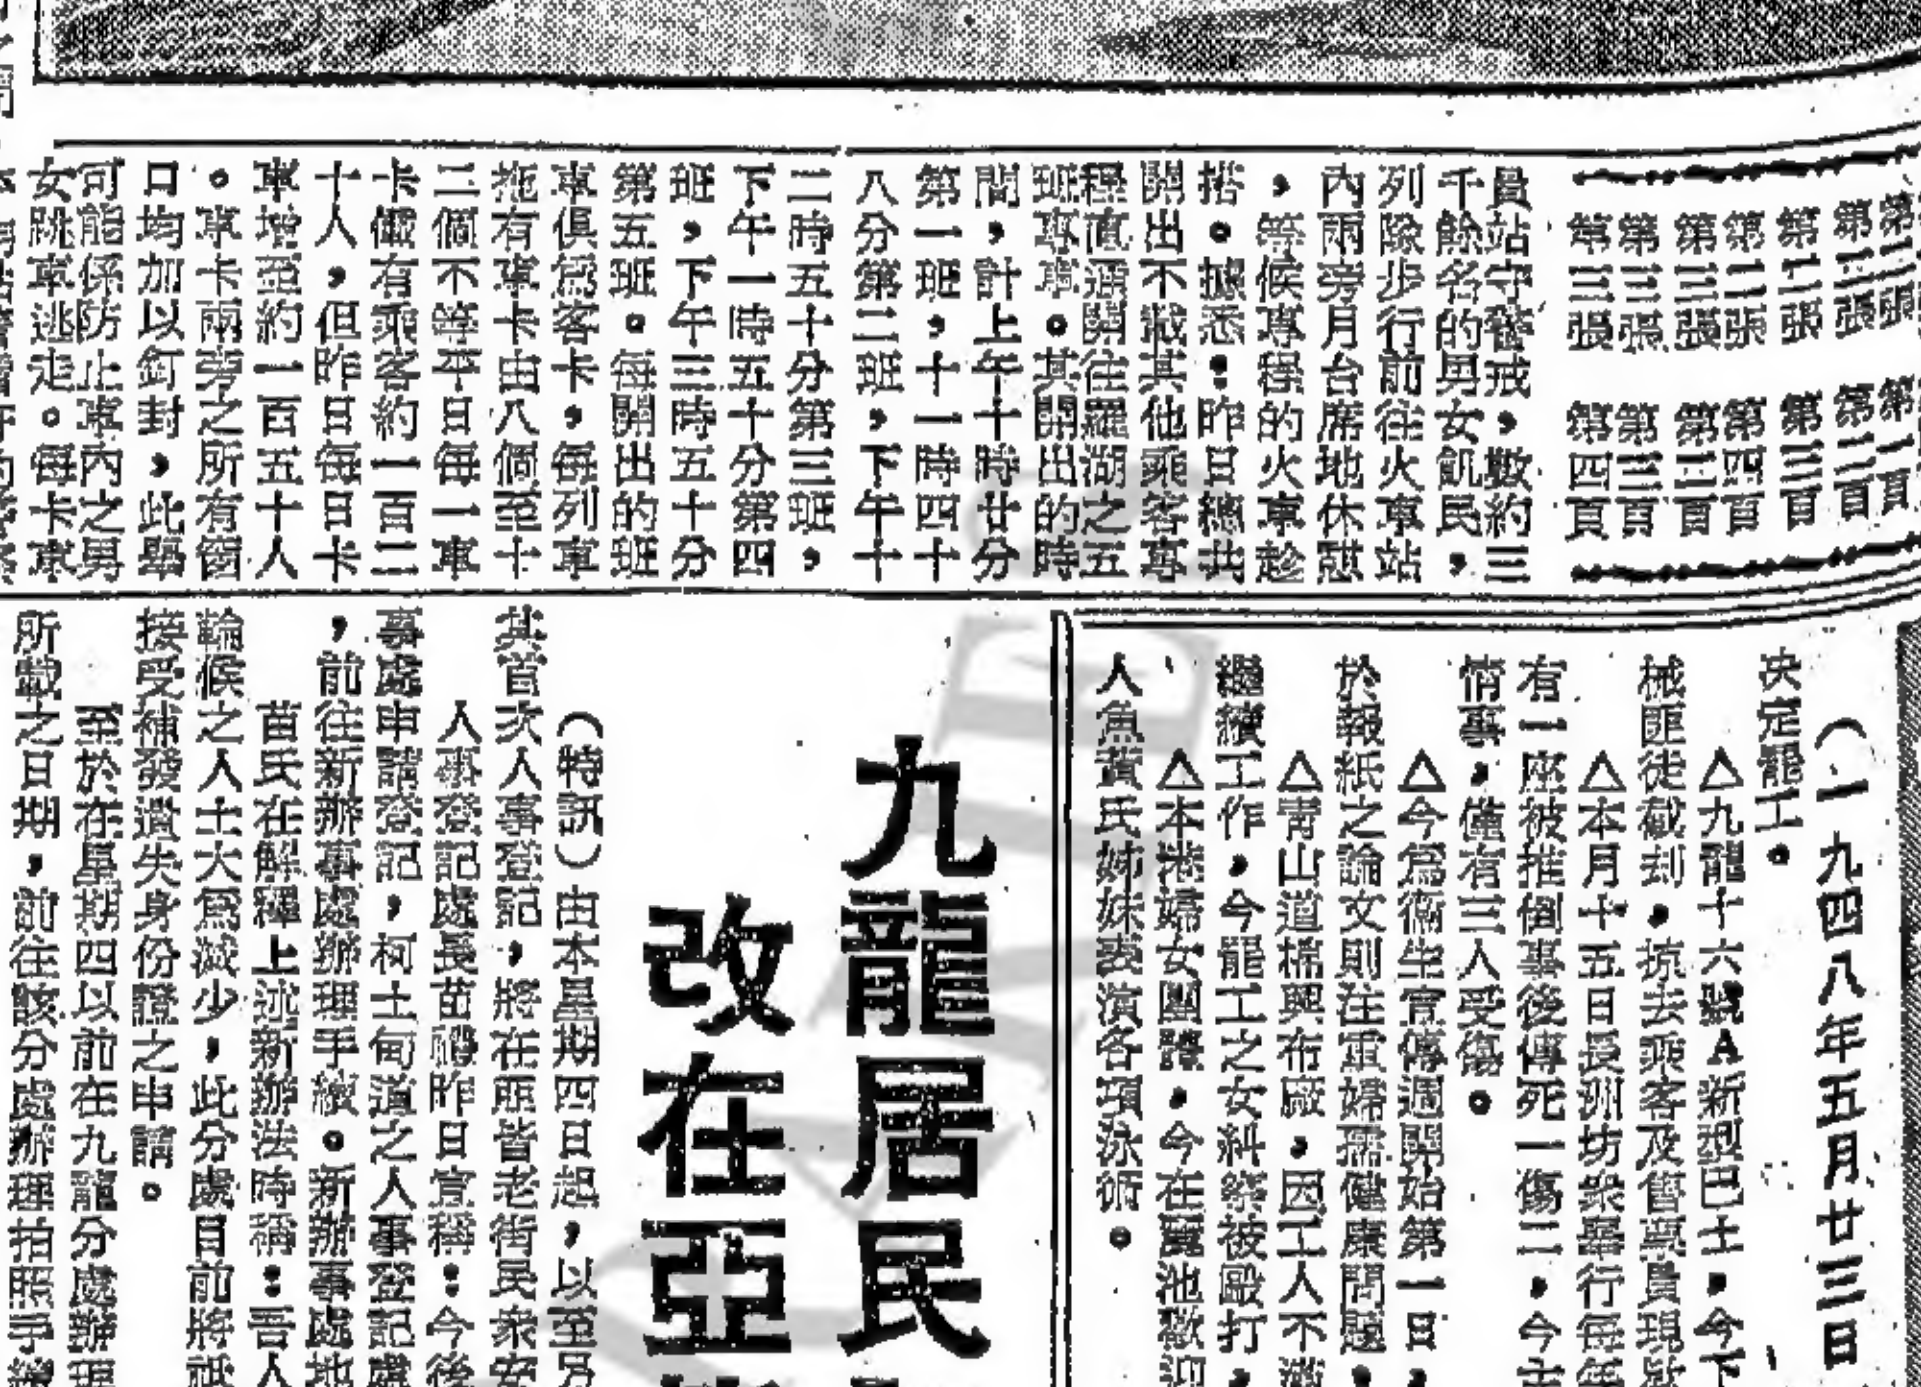 第三張
第三張 第四頁
第三張 第三頁
第三張 第二頁
第二張 第四頁
第二張 第三頁
第二張 第二頁
員站守警戒，數約三
千餘名的男女飢民，
列隊步行前往火車站
內兩旁月台席地休憩
，等候專程的火車趁
搭。據悉：昨日總共
開出不載其他乘客專
程直通開往羅湖之五
班專車。其開出的時
間，計上午十時廿分
第一班，十一時四十
八分第二班，下午十
二時五十分第三班，
下午一時五十分第四
班，下午三時五十分
第五班。每開出的班
車俱為客卡，每列車
拖有車卡由八個至十
二個不等平日每一車
卡儎有乘客約一百二
十人，但昨日每日卡
車增至約一百五十人
。車卡兩旁之所有窗
口均加以釘封，此舉
可能係防止車內之男
女跳車逃走。每卡車
（一九四八年五月廿三日
決定罷工。
△九龍十六號A新型巴士，今下
械匪徒截刦，掠去乘客及售票員現欵
△本月十五日長洲坊衆舉行每年
有一座被推倒事後傳死一傷二，今主
情事，僅有三人受傷。
△今為衛生宣傳週開始第一日，
於報紙之論文則注重婦孺健康問題，
△靑山道棉興布廠，因工人不滿
繼續工作，今罷工之女糾察被毆打，
△本港婦女團體，今在麗池歡迎
人魚黃氏姊妹表演各項泳術。
九龍居民
改在亞
（特訊）由本星期四日起，以至另
其首次人事登記，將在亞皆老街民衆安
人事登記處長苗禰昨日宣稱：今後
事處申請登記，柯士甸道之人事登記處
，前往新辦事處辦理手續。新辦事處地
苗氏在解釋上述新辦法時稱：吾人
輪候之人士大為減少，此分處目前將祇
接受補發遺失身份證之申請。
至於在星期四以前在九龍分處辦理
所載之日期，前往該分處辦理拍照手續